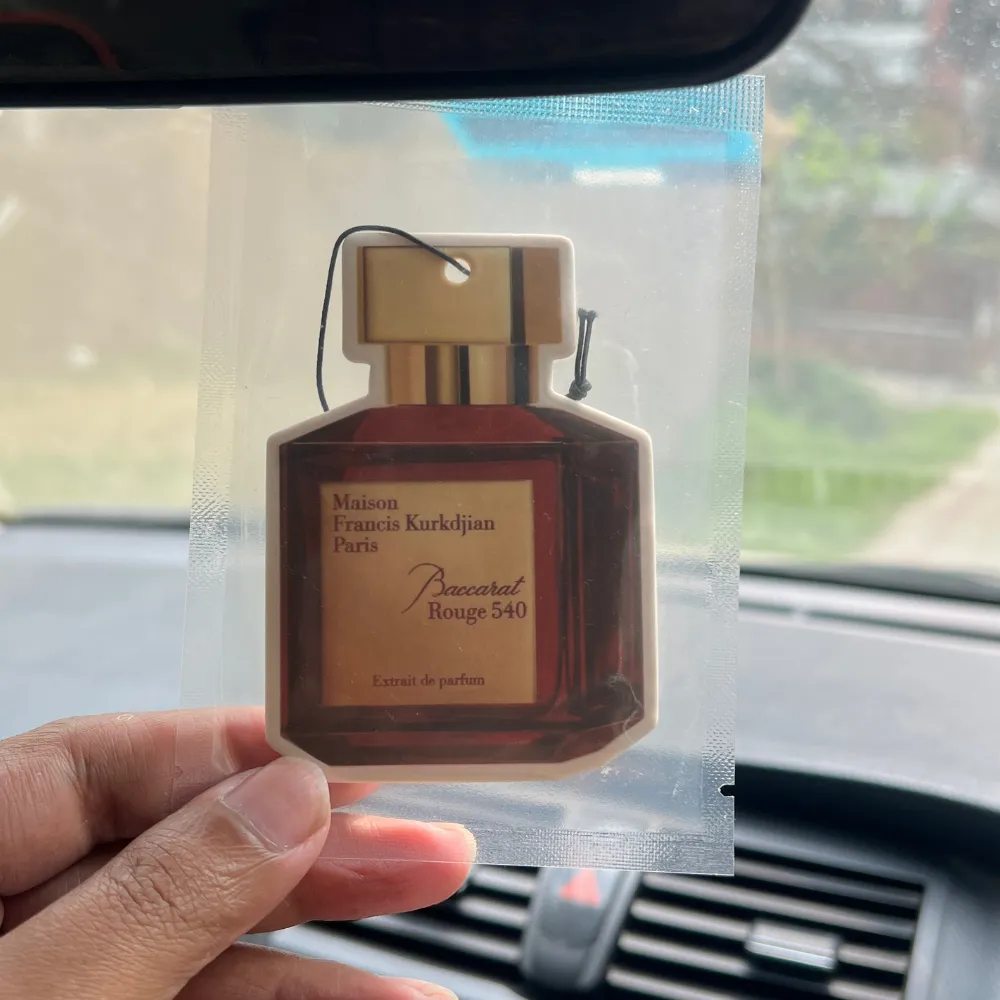 Maison
Francis Kurkdjian
Paris
Baccarat
Rouge 540
Extrait de parfum